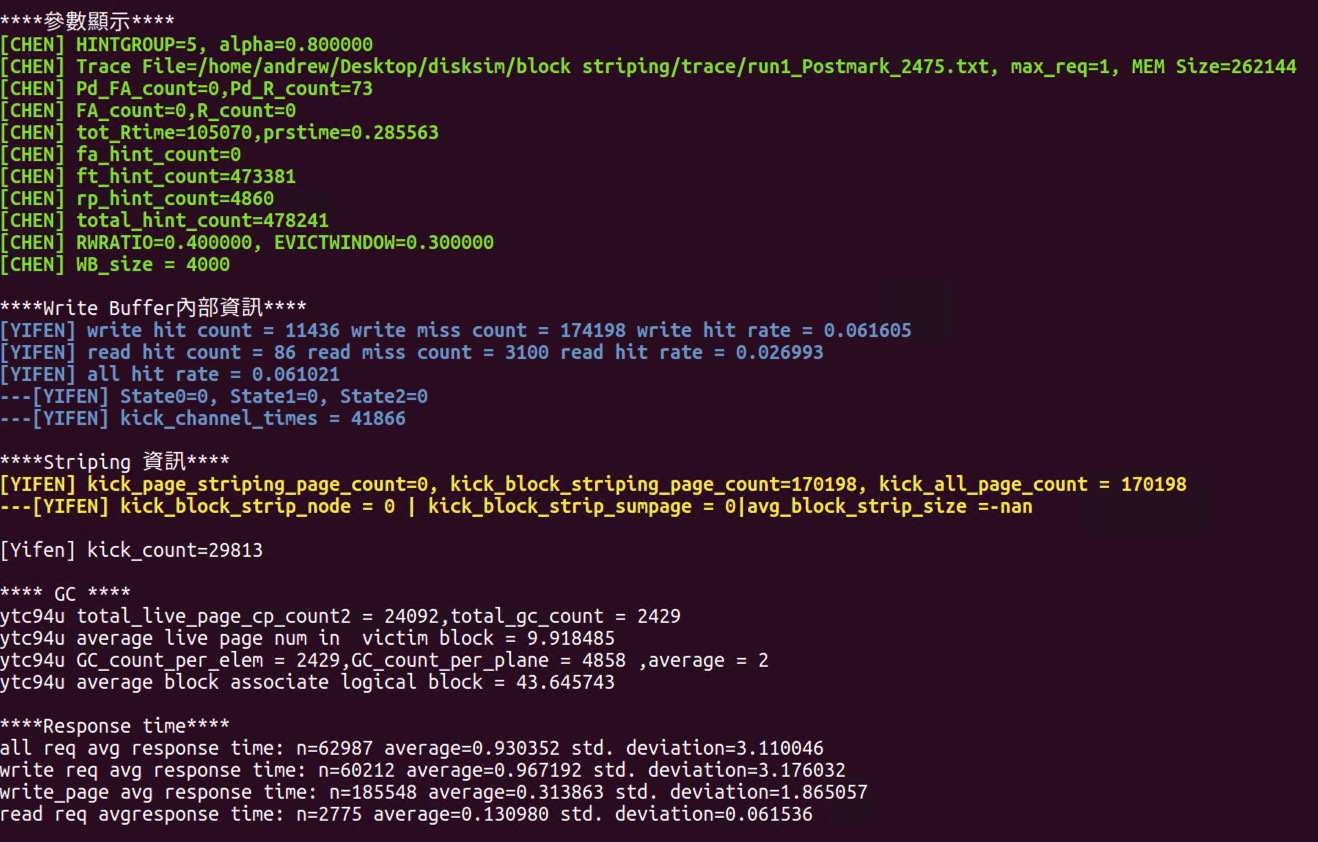 ****參數顯示****
[CHEN] HINTGROUP=5, alpha=0.800000
[CHEN] Trace File=/home/andrew/Desktop/disksim/block striping/trace/run1_Postmark_2475.txt, max_req=1, MEM Size=262144
[CHEN] Pd_FA_count=0,Pd_R_count=73
[CHEN] FA_count=0,R_count=0
[CHEN] tot_Rtime=105070,prstime=0.285563
[CHEN] fa_hint_count=0
[CHEN] ft_hint_count=473381
[CHEN] rp_hint_count=4860
[CHEN] total_hint_count=478241
[CHEN] RWRATIO=0.400000, EVICTWINDOW=0.300000
[CHEN] WB_size = 4000
****Write Buffer內部資訊****
[YIFEN] write hit count = 11436 write miss count = 174198 write hit rate = 0.061605
[YIFEN] read hit count = 86 read miss count = 3100 read hit rate = 0.026993
[YIFEN] all hit rate = 0.061021
---[YIFEN] State0=0, State1=0, State2=0
---[YIFEN] kick_channel_times = 41866
****Striping 資訊****
[YIFEN] kick_page_striping_page_count=0, kick_block_striping_page_count=170198, kick_all_page_count = 170198
---[YIFEN] kick_block_strip_node = 0 | kick_block_strip_sumpage = 0|avg_block_strip_size =-nan
[Yifen] kick_count=29813
**** GC ****
ytc94u total_live_page_cp_count2 = 24092,total_gc_count = 2429
ytc94u average live page num in  victim block = 9.918485
ytc94u GC_count_per_elem = 2429,GC_count_per_plane = 4858 ,average = 2
ytc94u average block associate logical block = 43.645743
****Response time****
all req avg response time: n=62987 average=0.930352 std. deviation=3.110046
write req avg response time: n=60212 average=0.967192 std. deviation=3.176032
write_page avg response time: n=185548 average=0.313863 std. deviation=1.865057
read req avgresponse time: n=2775 average=0.130980 std. deviation=0.061536